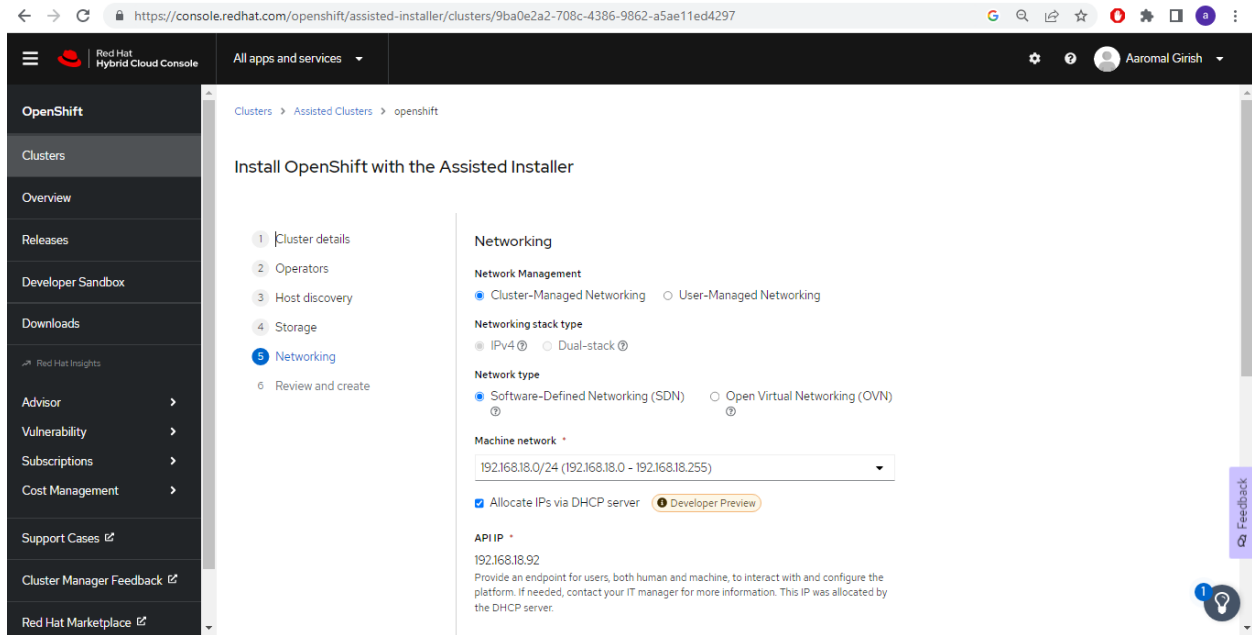 https://console.redhat.com/openshift/assisted-installer/clusters/9ba0e2a2-708c-4386-9862-a5ae11ed4297
G
a
Red Hat
Hybrid Cloud Console
All apps and services
Aaromal Girish
OpenShift
Clusters
Overview
Releases
Developer Sandbox
Downloads
Red Hat Insights
Advisor
Vulnerability
Subscriptions
Cost Management
Support Cases
Cluster Manager Feedback
Red Hat Marketplace
Clusters > Assisted Clusters > openshift
Install OpenShift with the Assisted Installer
1 Cluster details
2 Operators
3 Host discovery
4 Storage
5 Networking
6 Review and create
Networking
Network Management
Cluster-Managed Networking User-Managed Networking
Networking stack type
IPv4 Dual-stack
Network type
Software-Defined Networking (SDN) Open Virtual Networking (OVN)
Machine network *
192.168.18.0/24 (192.168.18.0 - 192.168.18.255)
Allocate IPs via DHCP server Developer Preview
API IP *
192.168.18.92
Provide an endpoint for users, both human and machine, to interact with and configure the
platform. If needed, contact your IT manager for more information. This IP was allocated by
the DHCP server.
Feedback
1